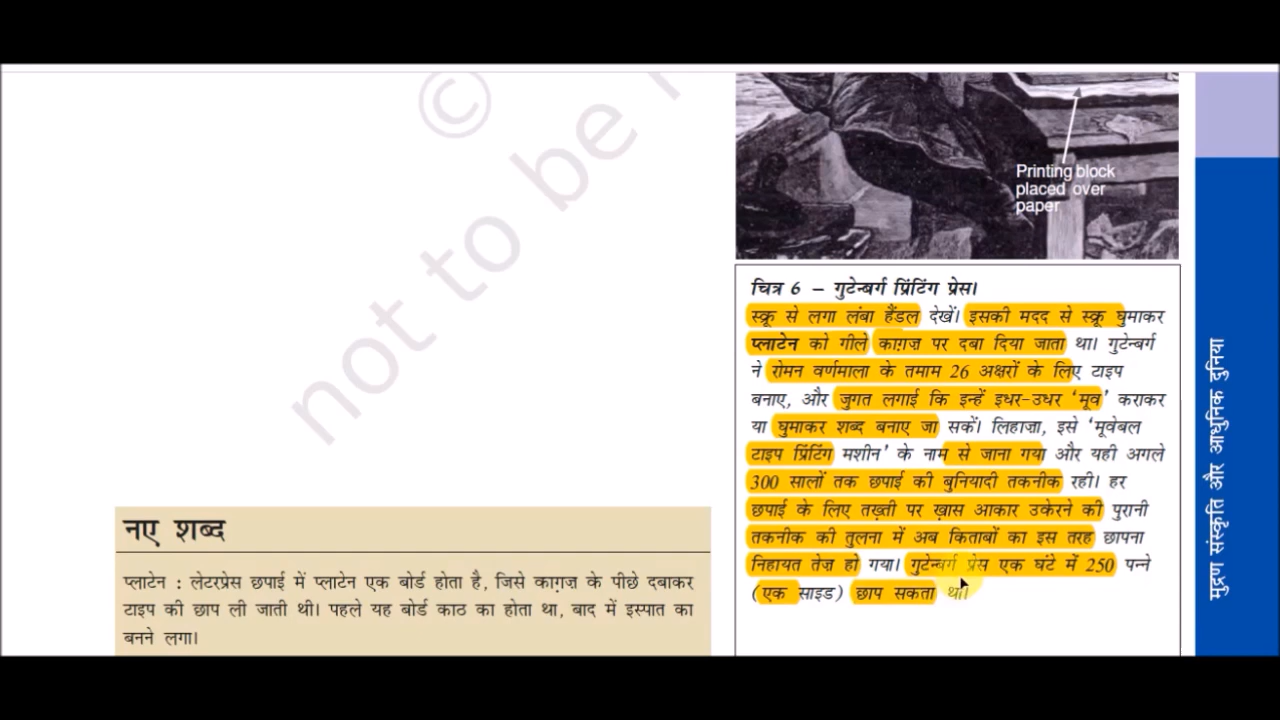 © not to be r
Printing block
placed over
paper
चित्र 6 – गुटेन्बर्ग प्रिंटिंग प्रेस।
स्क्रू से लगा लंबा हैंडल देखें। इसकी मदद से स्क्रू घुमाकर
प्लाटेन को गीले काग़ज़ पर दबा दिया जाता था। गुटेन्बर्ग
ने रोमन वर्णमाला के तमाम 26 अक्षरों के लिए टाइप
बनाए, और जुगत लगाई कि इन्हें इधर-उधर ‘मूव’ कराकर
या घुमाकर शब्द बनाए जा सकें। लिहाज़ा, इसे ‘मूवेबल
टाइप प्रिंटिंग मशीन’ के नाम से जाना गया और यही अगले
300 सालों तक छपाई की बुनियादी तकनीक रही। हर
छपाई के लिए तख़्ती पर ख़ास आकार उकेरने की पुरानी
तकनीक की तुलना में अब किताबों का इस तरह छापना
निहायत तेज़ हो गया। गुटेन्बर्ग प्रेस एक घंटे में 250 पन्ने
(एक साइड) छाप सकता था।
नए शब्द
प्लाटेन : लेटरप्रेस छपाई में प्लाटेन एक बोर्ड होता है, जिसे काग़ज़ के पीछे दबाकर
टाइप की छाप ली जाती थी। पहले यह बोर्ड काठ का होता था, बाद में इस्पात का
बनने लगा।
मुद्रण संस्कृति और आधुनिक दुनिया